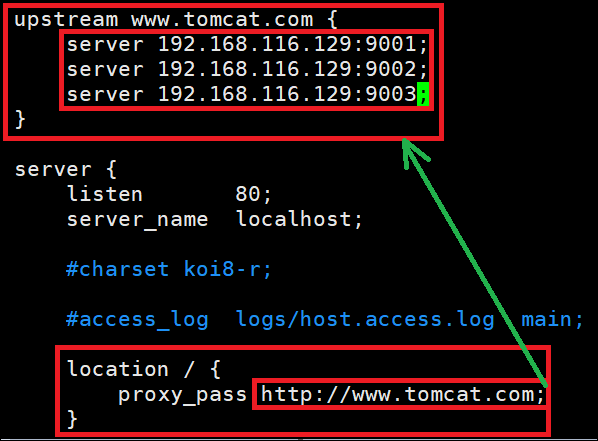 upstream www.tomcat.com {
    server 192.168.116.129:9001;
    server 192.168.116.129:9002;
    server 192.168.116.129:9003;
}
server {
    listen       80;
    server_name  localhost;
    #charset koi8-r;
    #access_log  logs/host.access.log  main;
    location / {
        proxy_pass http://www.tomcat.com;
    }